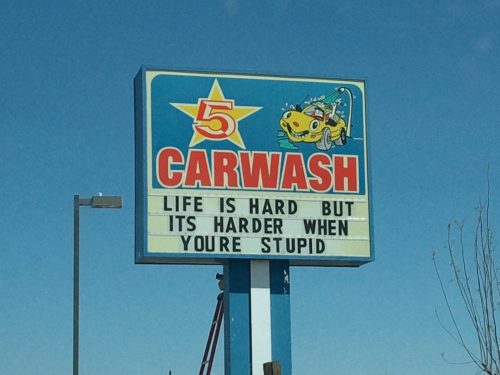 5
CARWASH
LIFE IS HARD BUT
ITS HARDER WHEN
YOURE STUPID